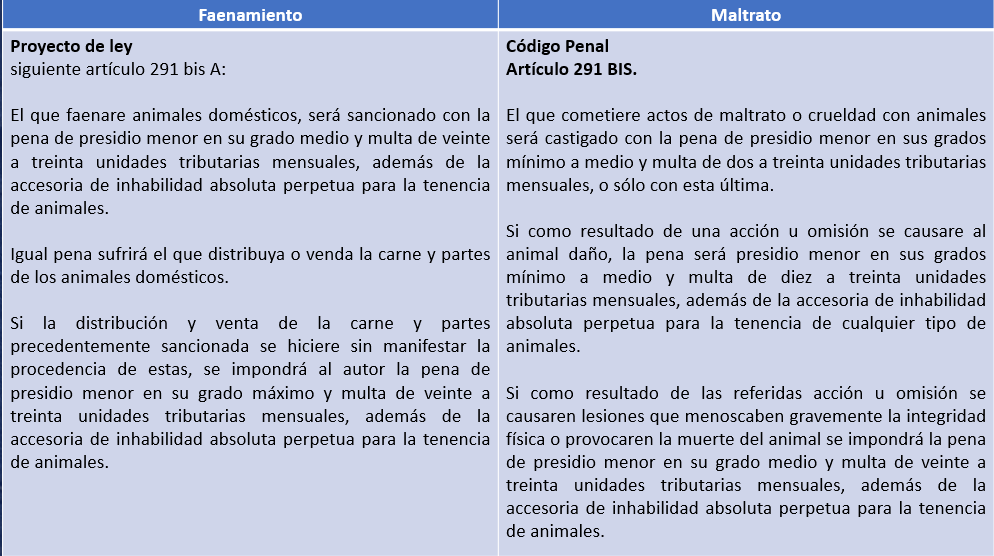 Faenamiento
Proyecto de ley
siguiente artículo 291 bis A:
El que faenare animales domésticos, será sancionado con la
pena de presidio menor en su grado medio y multa de veinte
a treinta unidades tributarias mensuales, además de la
accesoria de inhabilidad absoluta perpetua para la tenencia
de animales.
Igual pena sufrirá el que distribuya o venda la carne y partes
de los animales domésticos.
Si la distribución y venta de la carne y partes
precedentemente sancionada se hiciere sin manifestar la
procedencia de estas, se impondrá al autor la pena de
presidio menor en su grado máximo y multa de veinte a
treinta unidades tributarias mensuales, además de la
accesoria de inhabilidad absoluta perpetua para la tenencia
de animales.
Maltrato
Código Penal
Artículo 291 BIS.
El que cometiere actos de maltrato o crueldad con animales
será castigado con la pena de presidio menor en sus grados
mínimo a medio y multa de dos a treinta unidades tributarias
mensuales, o sólo con esta última.
Si como resultado de una acción u omisión se causare al
animal daño, la pena será presidio menor en sus grados
mínimo a medio y multa de diez a treinta unidades
tributarias mensuales, además de la accesoria de inhabilidad
absoluta perpetua para la tenencia de cualquier tipo de
animales.
Si como resultado de las referidas acción u omisión se
causaren lesiones que menoscaben gravemente la integridad
física o provocaren la muerte del animal se impondrá la pena
de presidio menor en su grado medio y multa de veinte a
treinta unidades tributarias mensuales, además de la
accesoria de inhabilidad absoluta perpetua para la tenencia
de animales.